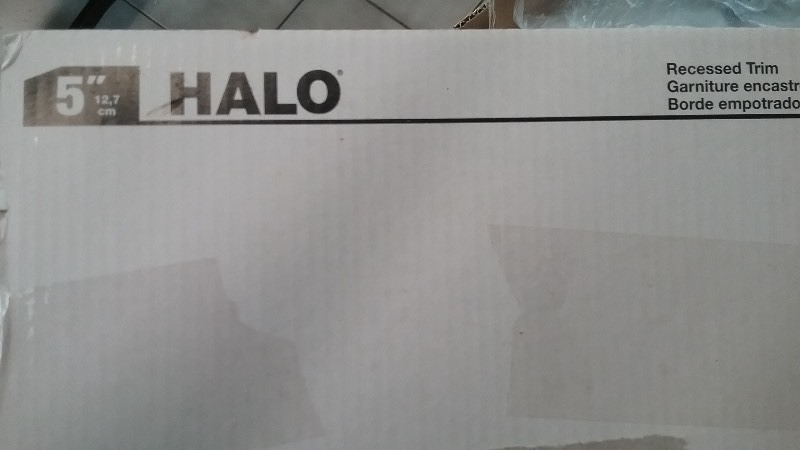 5" 12,7 cm
HALO®
Recessed Trim
Garniture encastr
Borde empotrado